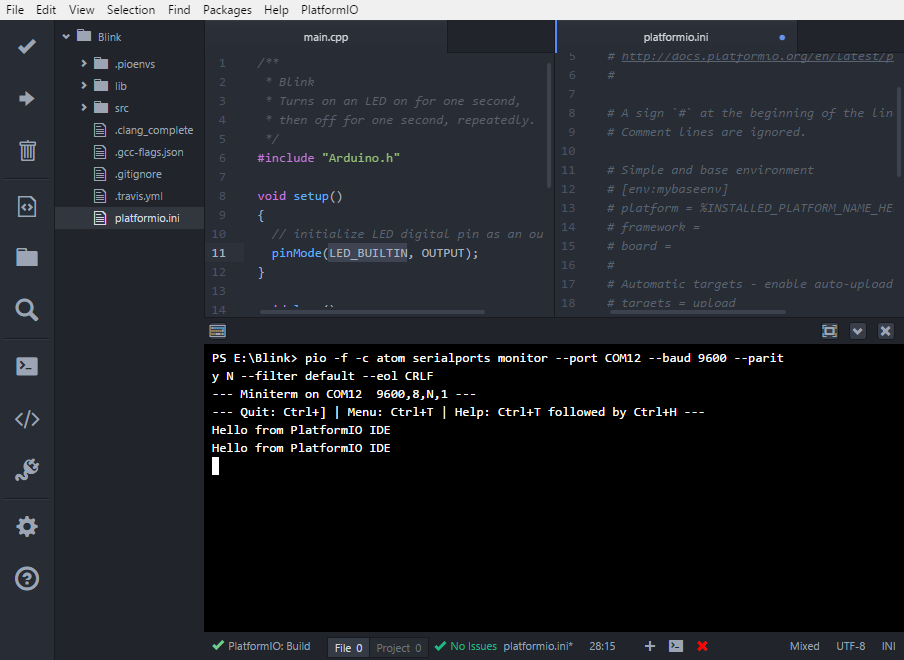 File Edit View Selection Find Packages Help PlatformIO
Blink
.pioenvs
lib
src
.clang_complete
.gcc-flags.json
.gitignore
.travis.yml
platformio.ini
main.cpp
1 /**
2 * Blink
3 * Turns on an LED on for one second,
4 * then off for one second, repeatedly.
5 */
6 #include "Arduino.h"
7
8 void setup()
9 {
10 // initialize LED digital pin as an ou
11 pinMode(LED_BUILTIN, OUTPUT);
12 }
13
14
platformio.ini
5 # http://docs.platformio.org/en/latest/p
6 #
7
8 # A sign `#` at the beginning of the lin
9 # Comment lines are ignored.
10
11 # Simple and base environment
12 # [env:mybaseenv]
13 # platform = %INSTALLED_PLATFORM_NAME_HE
14 # framework =
15 # board =
16 #
17 # Automatic targets - enable auto-upload
18 # targets = upload
PS E:\Blink> pio -f -c atom serialports monitor --port COM12 --baud 9600 --parit
y N --filter default --eol CRLF
--- Miniterm on COM12  9600,8,N,1 ---
--- Quit: Ctrl+] | Menu: Ctrl+T | Help: Ctrl+T followed by Ctrl+H ---
Hello from PlatformIO IDE
Hello from PlatformIO IDE
PlatformIO: Build File 0 Project 0 No Issues platformio.ini* 28:15 Mixed UTF-8 INI